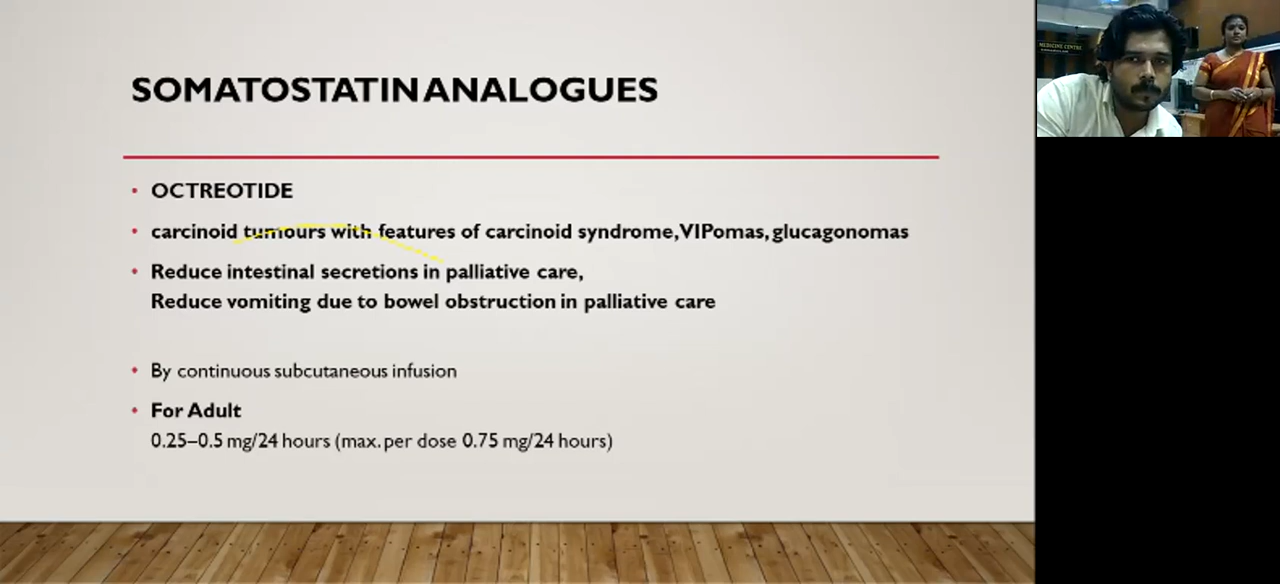 SOMATOSTATIN ANALOGUES
• OCTREOTIDE
• carcinoid tumours with features of carcinoid syndrome, VIPomas, glucagonomas
• Reduce intestinal secretions in palliative care,
Reduce vomiting due to bowel obstruction in palliative care
• By continuous subcutaneous infusion
• For Adult
0.25–0.5 mg/24 hours (max. per dose 0.75 mg/24 hours)
MEDICINE CENTRE